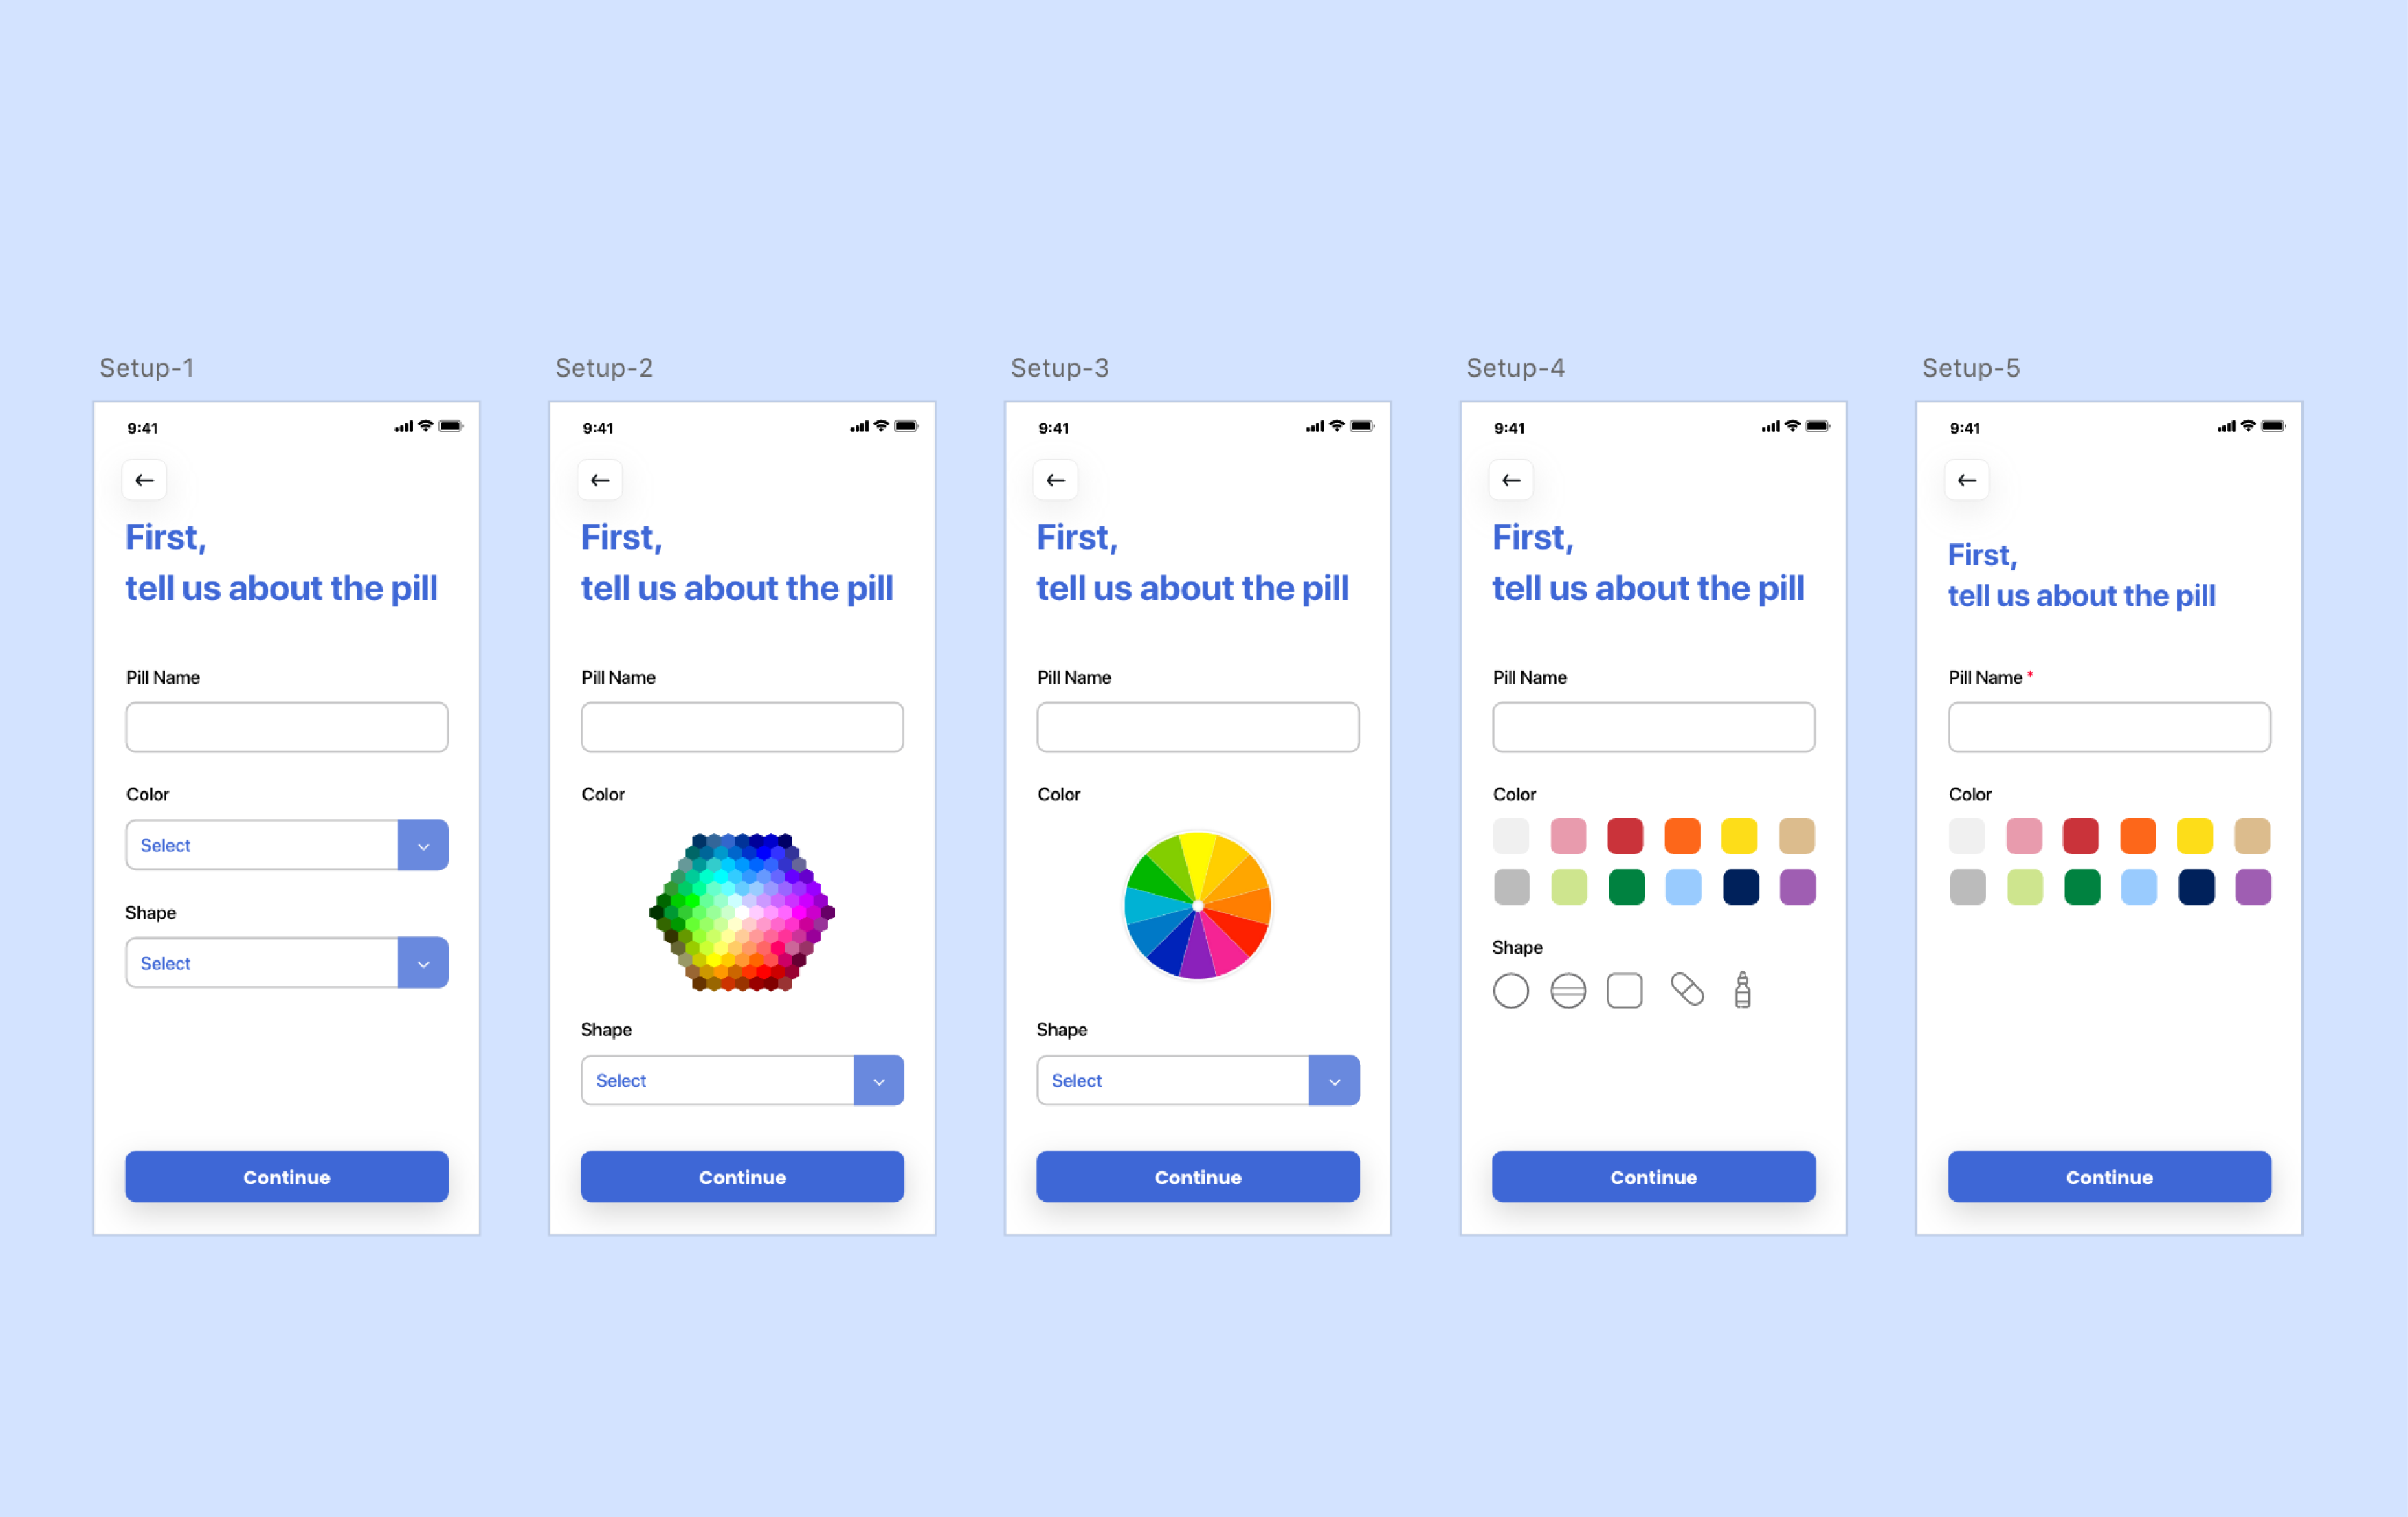 Setup-1
9:41
First,
tell us about the pill
Pill Name
Color
Select
Shape
Select
Continue
Setup-2
9:41
First,
tell us about the pill
Pill Name
Color
Shape
Select
Continue
Setup-3
9:41
First,
tell us about the pill
Pill Name
Color
Shape
Select
Continue
Setup-4
9:41
First,
tell us about the pill
Pill Name
Color
Shape
Continue
Setup-5
9:41
First,
tell us about the pill
Pill Name *
Color
Continue